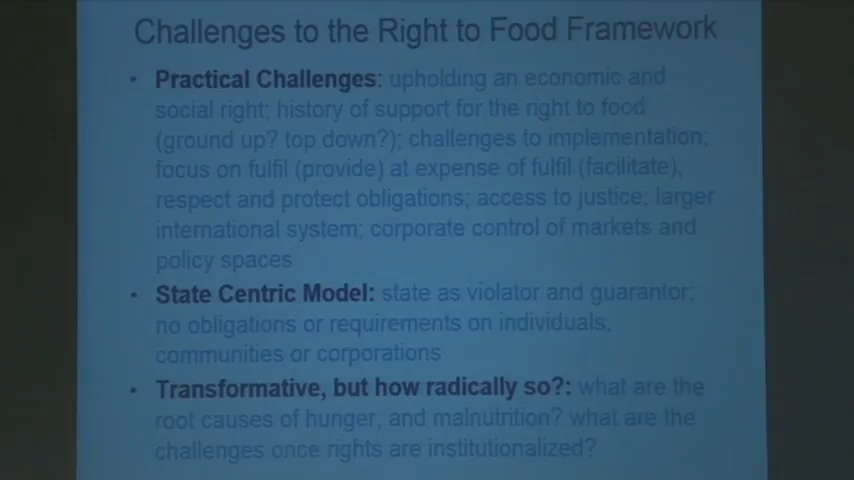 Challenges to the Right to Food Framework
• Practical Challenges: upholding an economic and
social right; history of support for the right to food
(ground up? top down?); challenges to implementation;
focus on fulfil (provide) at expense of fulfil (facilitate),
respect and protect obligations; access to justice; larger
international system; corporate control of markets and
policy spaces
• State Centric Model: state as violator and guarantor;
no obligations or requirements on individuals,
communities or corporations
• Transformative, but how radically so?: what are the
root causes of hunger, and malnutrition? what are the
challenges once rights are institutionalized?